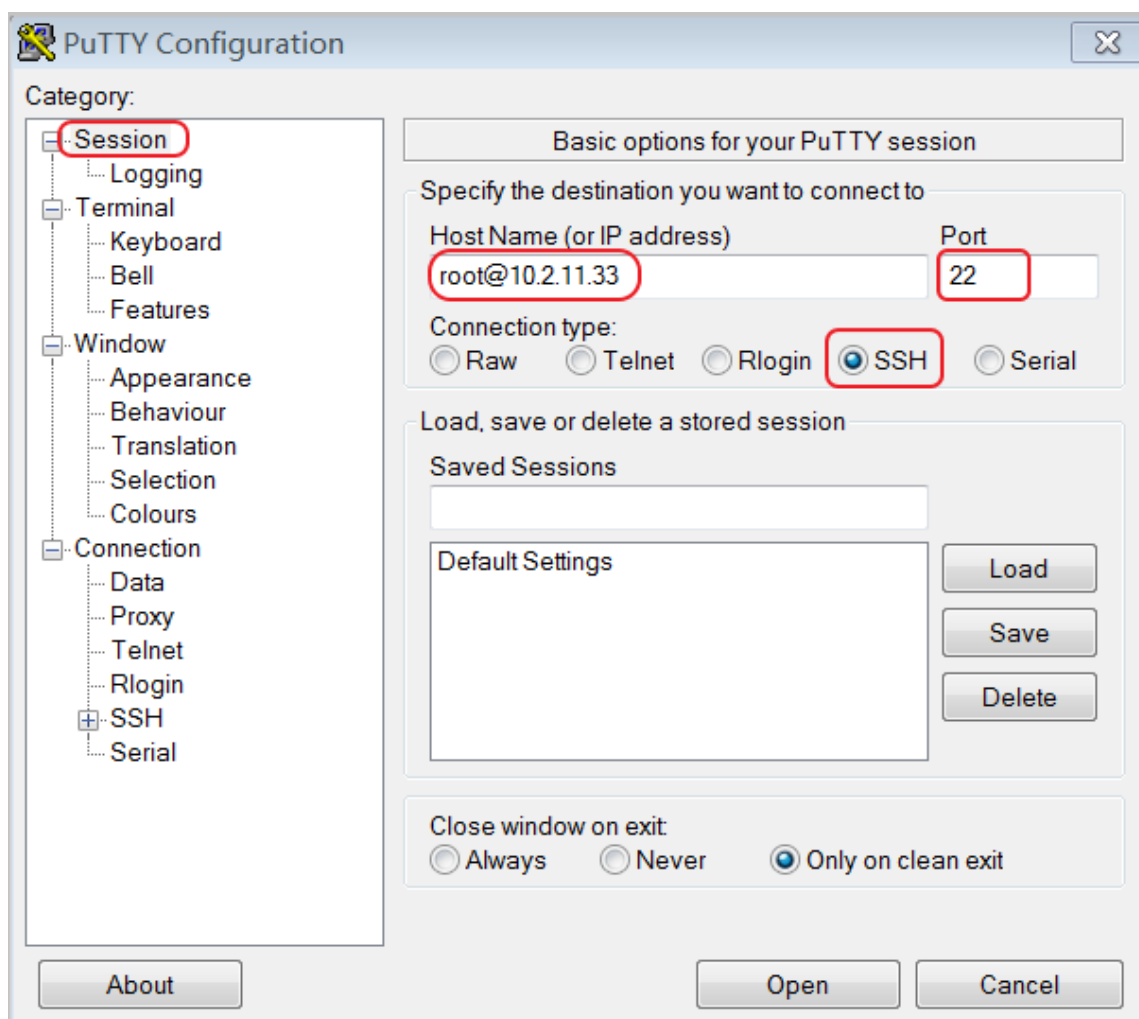 PuTTY Configuration
Category:
Session
Logging
Terminal
Keyboard
Bell
Features
Window
Appearance
Behaviour
Translation
Selection
Colours
Connection
Data
Proxy
Telnet
Rlogin
SSH
Serial
Basic options for your PuTTY session
Specify the destination you want to connect to
Host Name (or IP address) Port
root@10.2.11.33 22
Connection type:
Raw Telnet Rlogin SSH Serial
Load, save or delete a stored session
Saved Sessions
Default Settings
Load
Save
Delete
Close window on exit:
Always Never Only on clean exit
About Open Cancel